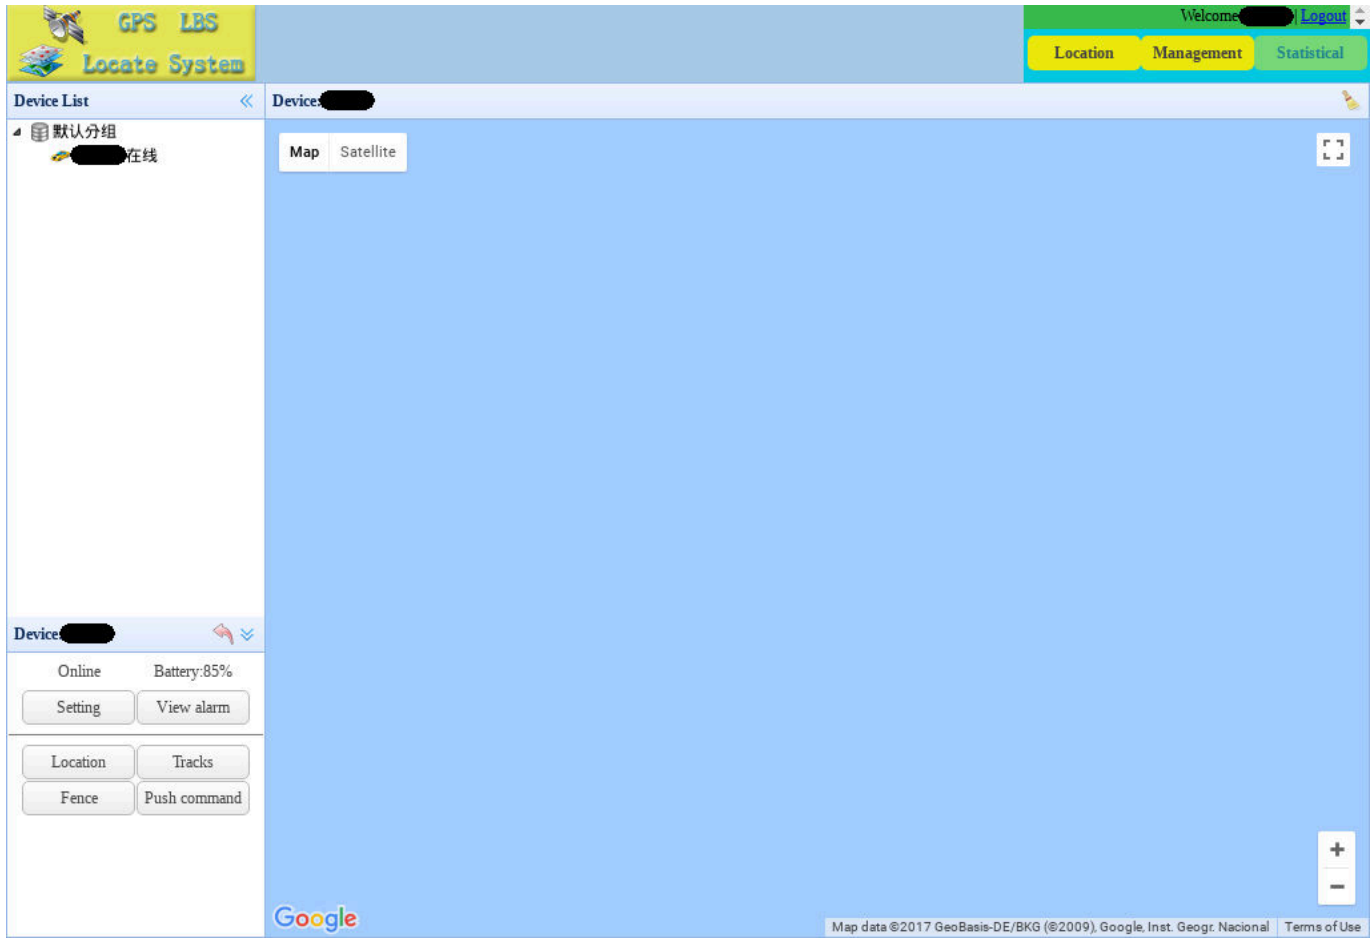 GPS LBS
Locate System
Welcome | Logout
Location Management Statistical
Device List
Device:
默认分组
在线
Map Satellite
Device:
Online Battery:85%
Setting View alarm
Location Tracks
Fence Push command
Google
Map data ©2017 GeoBasis-DE/BKG (©2009), Google, Inst. Geogr. Nacional Terms of Use